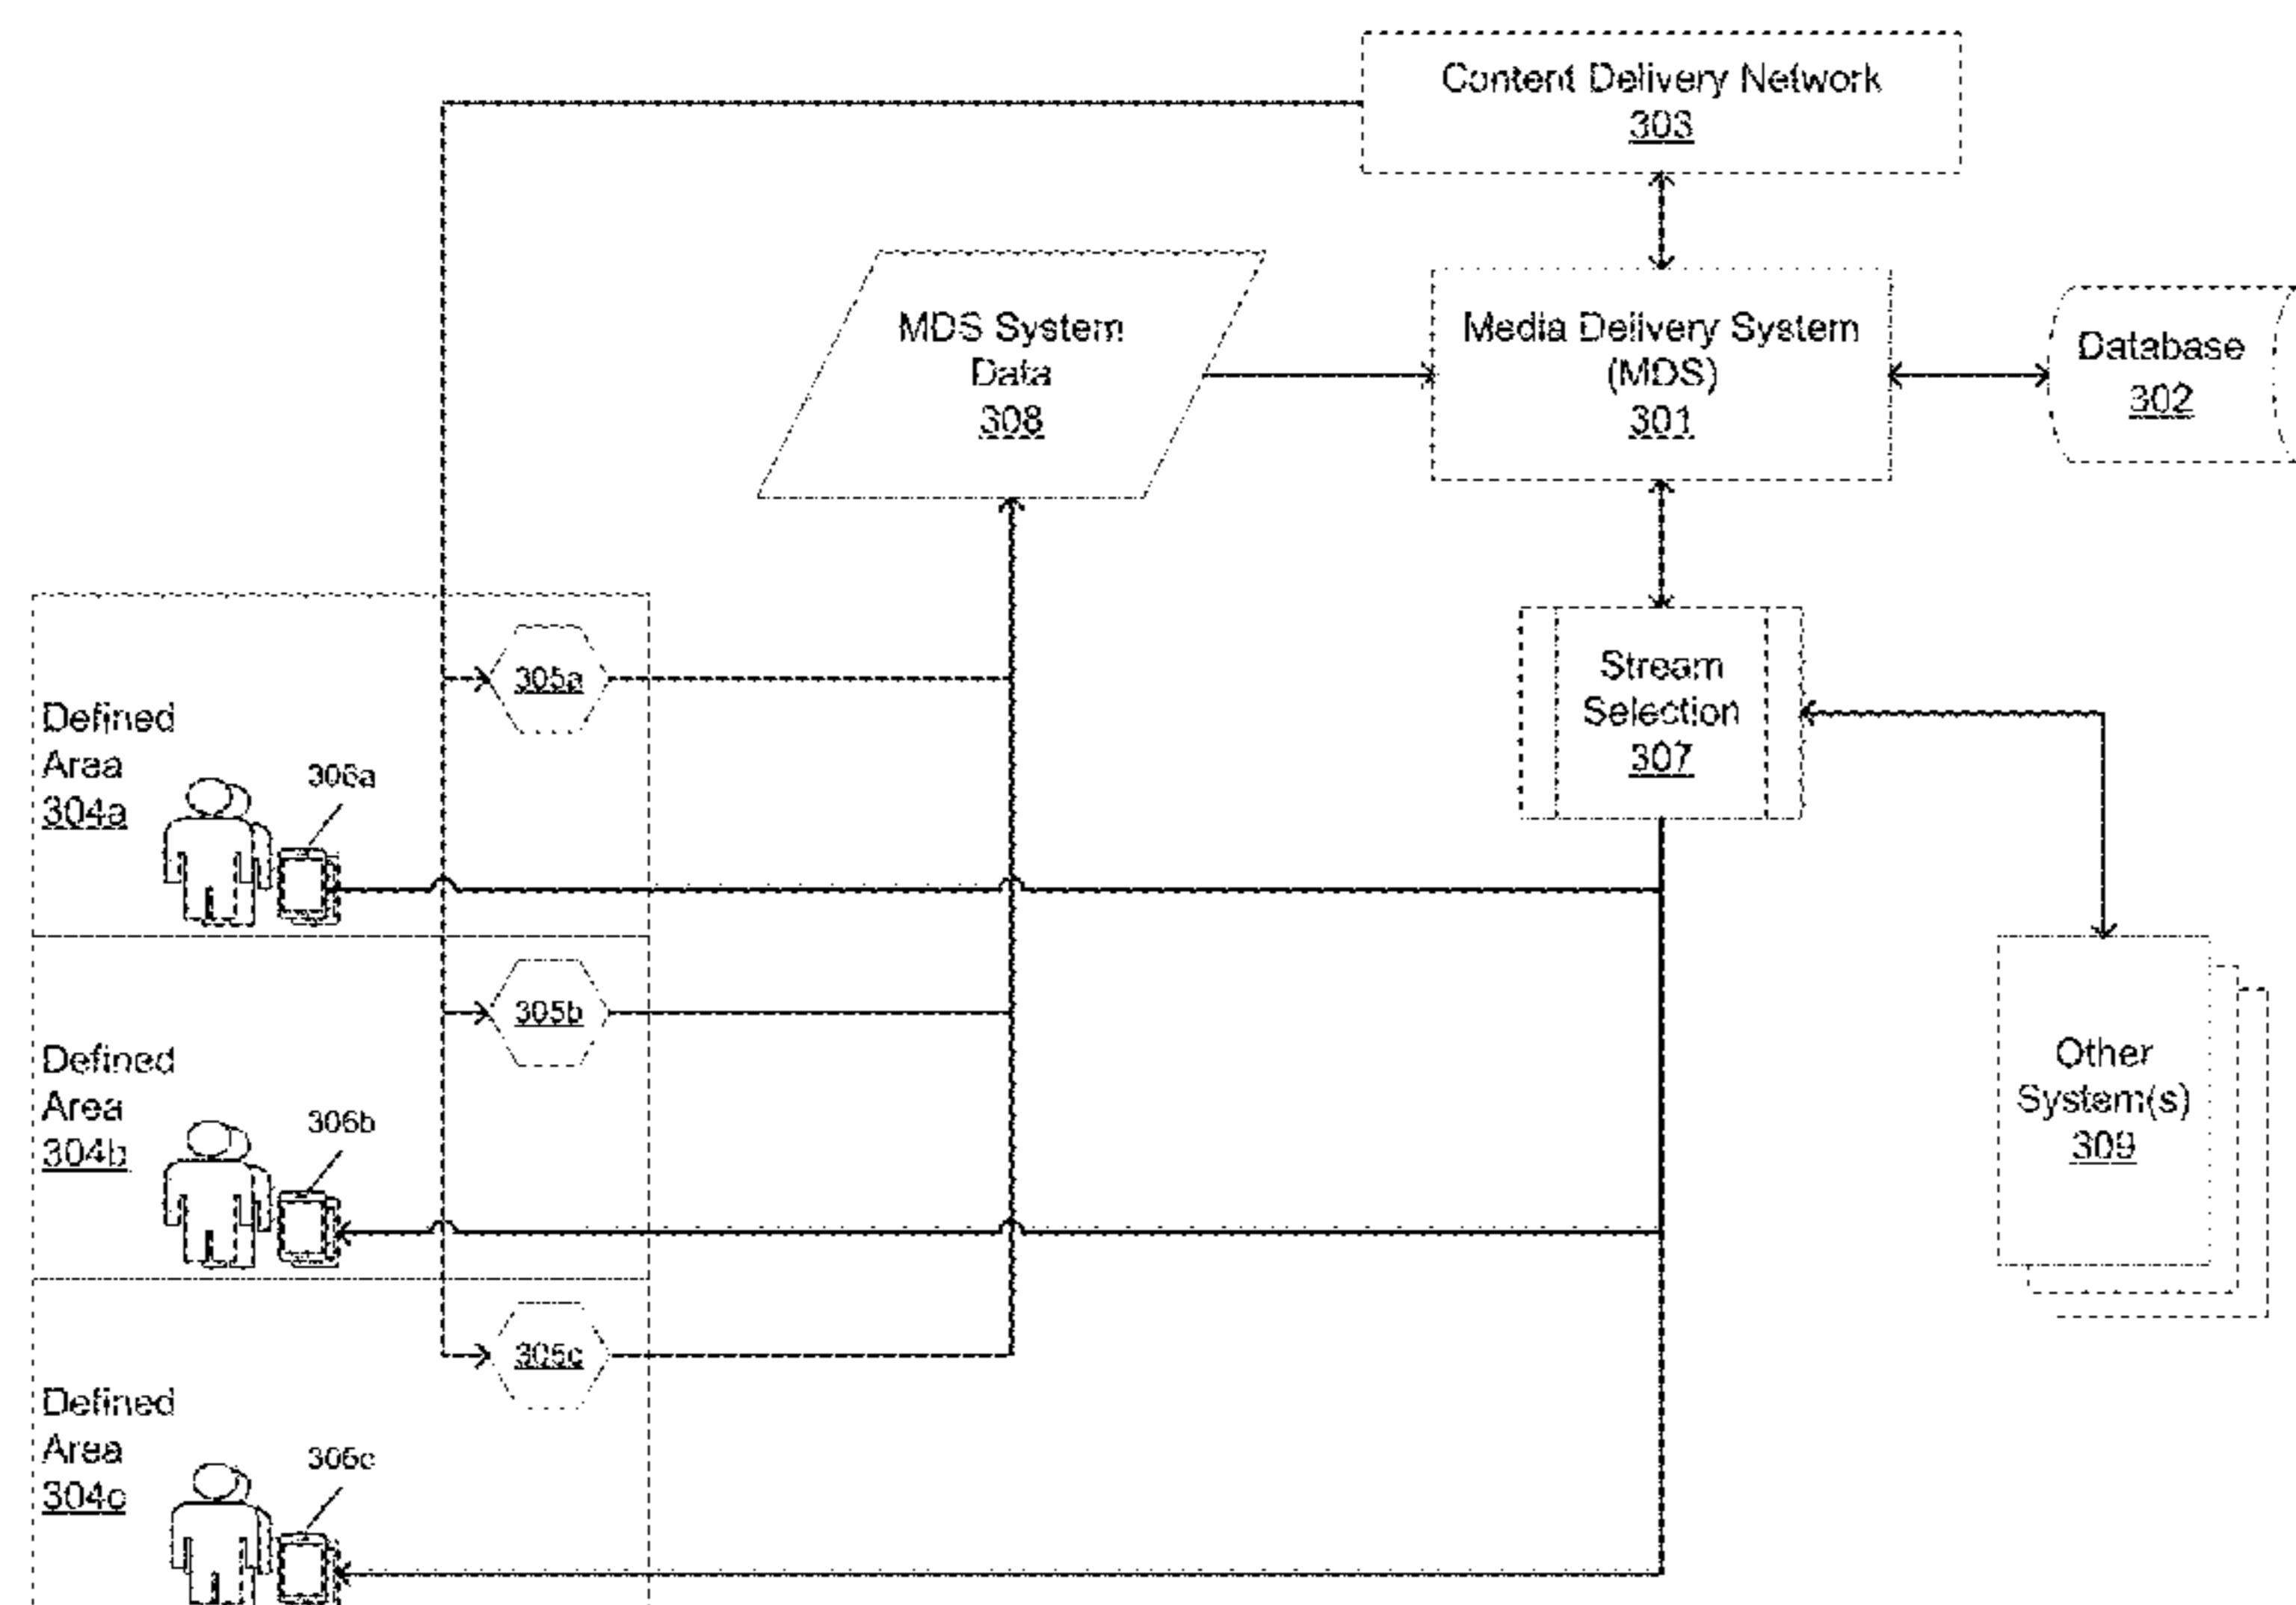 Content Delivery Network
303
MDS System
Data
308
Media Delivery System
(MDS)
301
Database
302
Stream
Selection
307
Other
System(s)
309
305a
Defined
Area
304a
306a
305b
Defined
Area
304b
306b
305c
Defined
Area
304c
306c